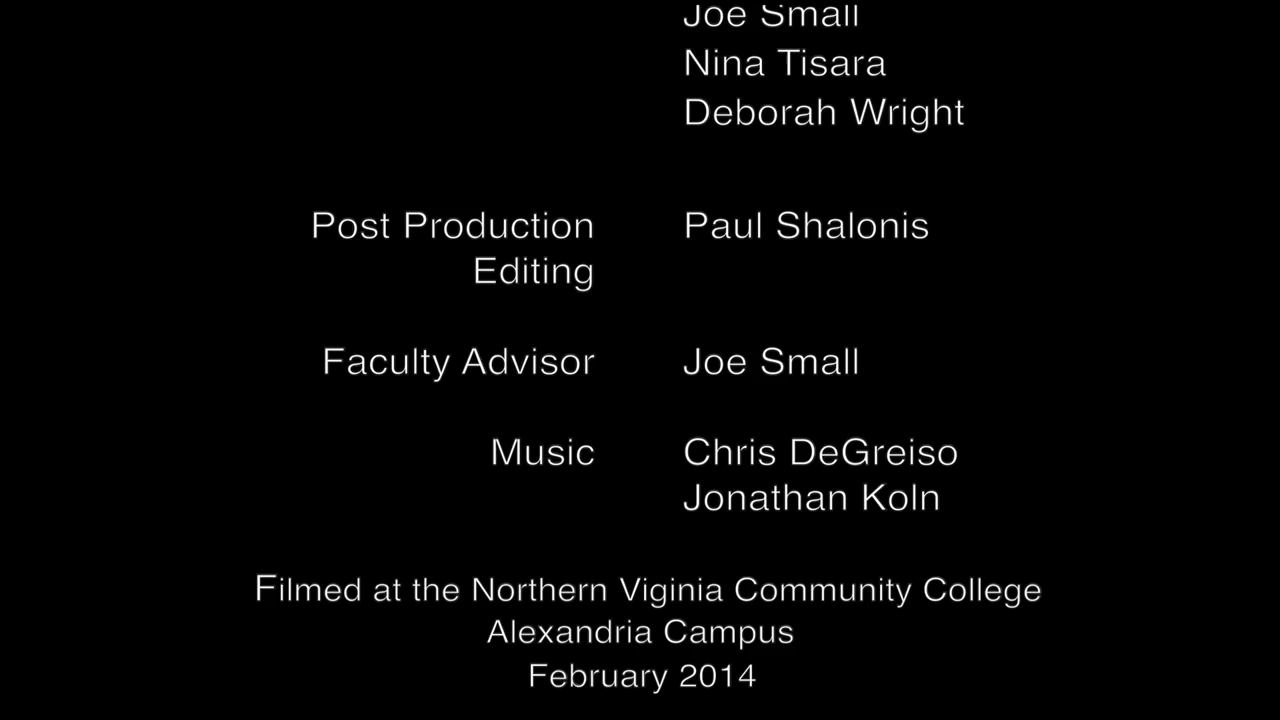 Joe Small
Nina Tisara
Deborah Wright
Post Production Paul Shalonis
Editing
Faculty Advisor Joe Small
Music Chris DeGreiso
Jonathan Koln
Filmed at the Northern Viginia Community College
Alexandria Campus
February 2014